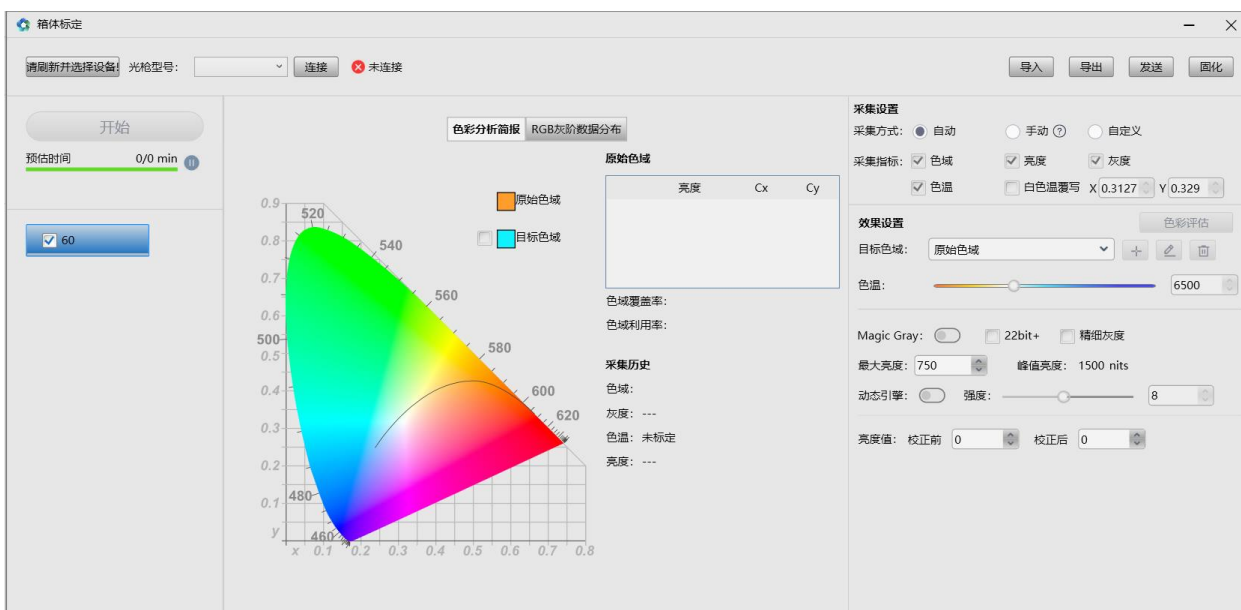 箱体标定
请刷新并选择设备! 光枪型号: 连接 未连接 导入 导出 发送 固化
开始
预估时间 0/0 min
60
色彩分析简报 RGB灰阶数据分布
原始色域
目标色域
0.9
0.8
0.7
0.6
0.5
0.4
0.3
0.2
0.1
y
x 0.1 0.2 0.3 0.4 0.5 0.6 0.7 0.8
520
540
560
500
580
600
620
480
460
原始色域
亮度 Cx Cy
色域覆盖率:
色域利用率:
采集历史
色域:
灰度: ---
色温: 未标定
亮度: ---
采集设置
采集方式: 自动 手动 ? 自定义
采集指标: 色域 亮度 灰度
色温 白色温覆写 X 0.3127 Y 0.329
效果设置 色彩评估
目标色域: 原始色域
色温: 6500
Magic Gray: 22bit+ 精细灰度
最大亮度: 750 峰值亮度: 1500 nits
动态引擎: 强度: 8
亮度值: 校正前 0 校正后 0